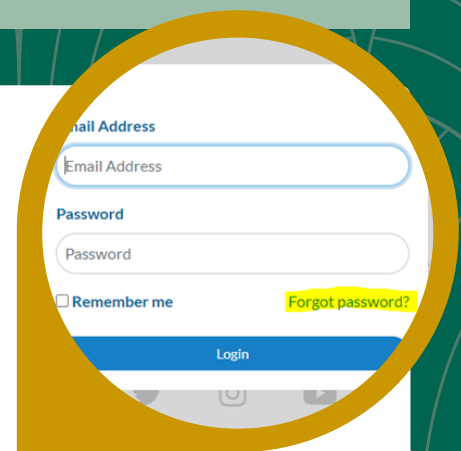 Email Address
Email Address
Password
Password
Remember me
Forgot password?
Login